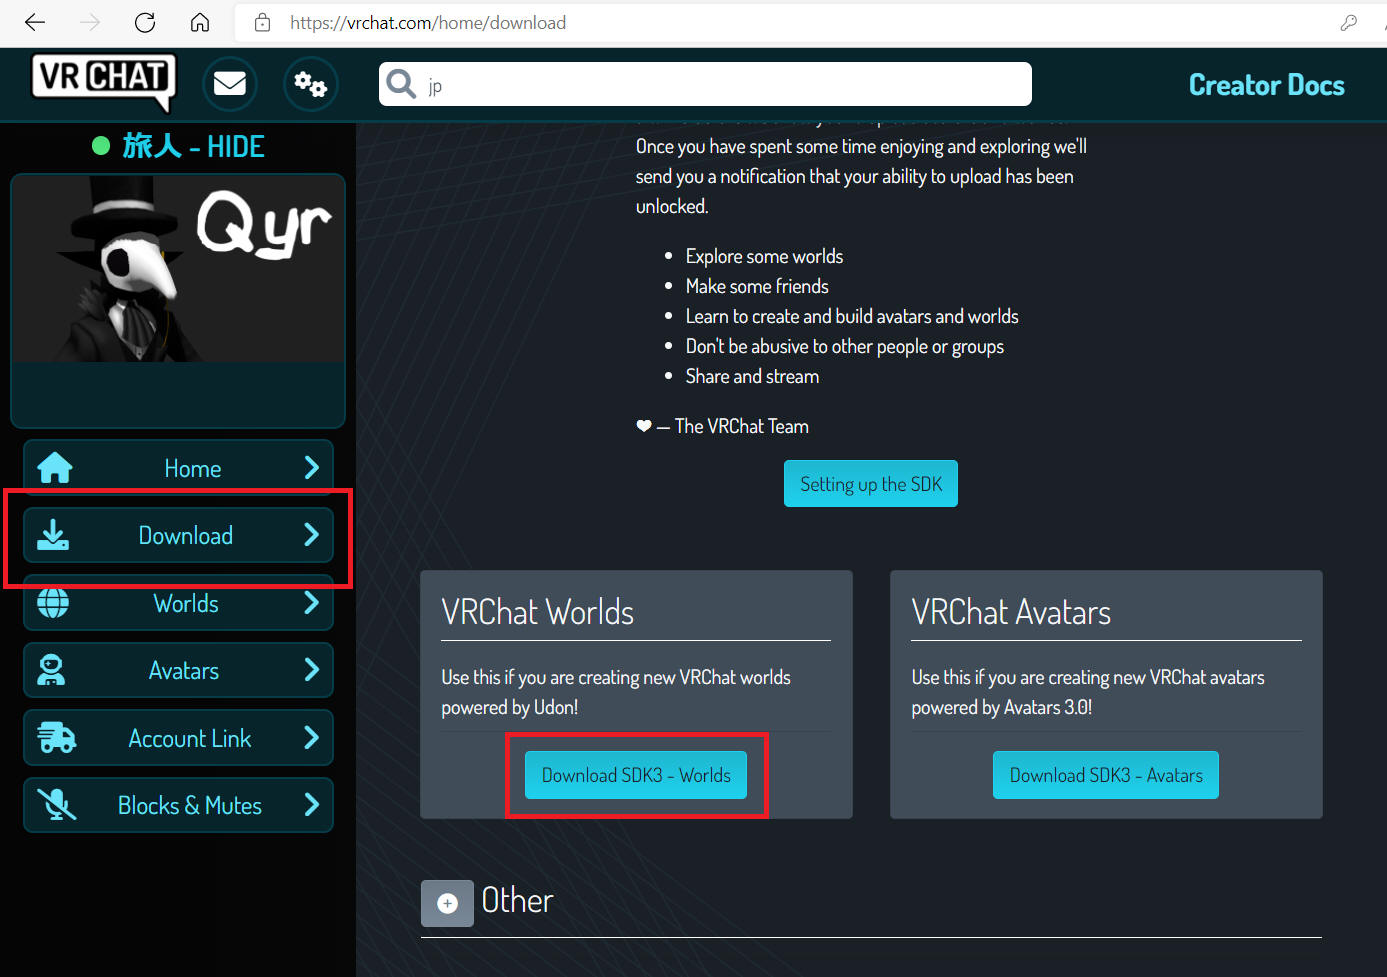 https://vrchat.com/home/download
VR CHAT
jp
Creator Docs
旅人 - HIDE
Qyr
Home
Download
Worlds
Avatars
Account Link
Blocks & Mutes
Once you have spent some time enjoying and exploring we'll
send you a notification that your ability to upload has been
unlocked.
Explore some worlds
Make some friends
Learn to create and build avatars and worlds
Don't be abusive to other people or groups
Share and stream
— The VRChat Team
Setting up the SDK
VRChat Worlds
Use this if you are creating new VRChat worlds
powered by Udon!
Download SDK3 - Worlds
VRChat Avatars
Use this if you are creating new VRChat avatars
powered by Avatars 3.0!
Download SDK3 - Avatars
Other